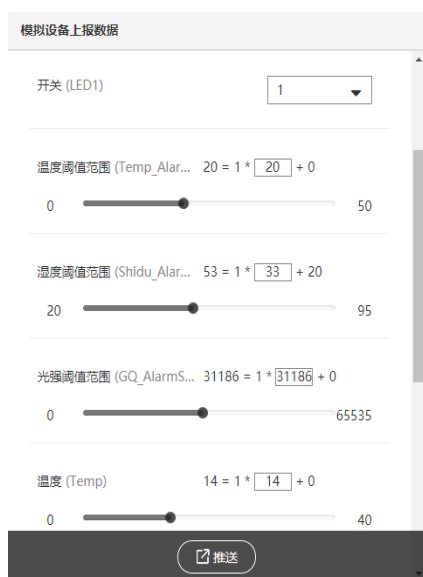 模拟设备上报数据
开关 (LED1) 1
温度阈值范围 (Temp_Alar... 20 = 1 * 20 + 0
0 50
湿度阈值范围 (Shidu_Alar... 53 = 1 * 33 + 20
20 95
光强阈值范围 (GQ_AlarmS... 31186 = 1 * 31186 + 0
0 65535
温度 (Temp) 14 = 1 * 14 + 0
0 40
推送